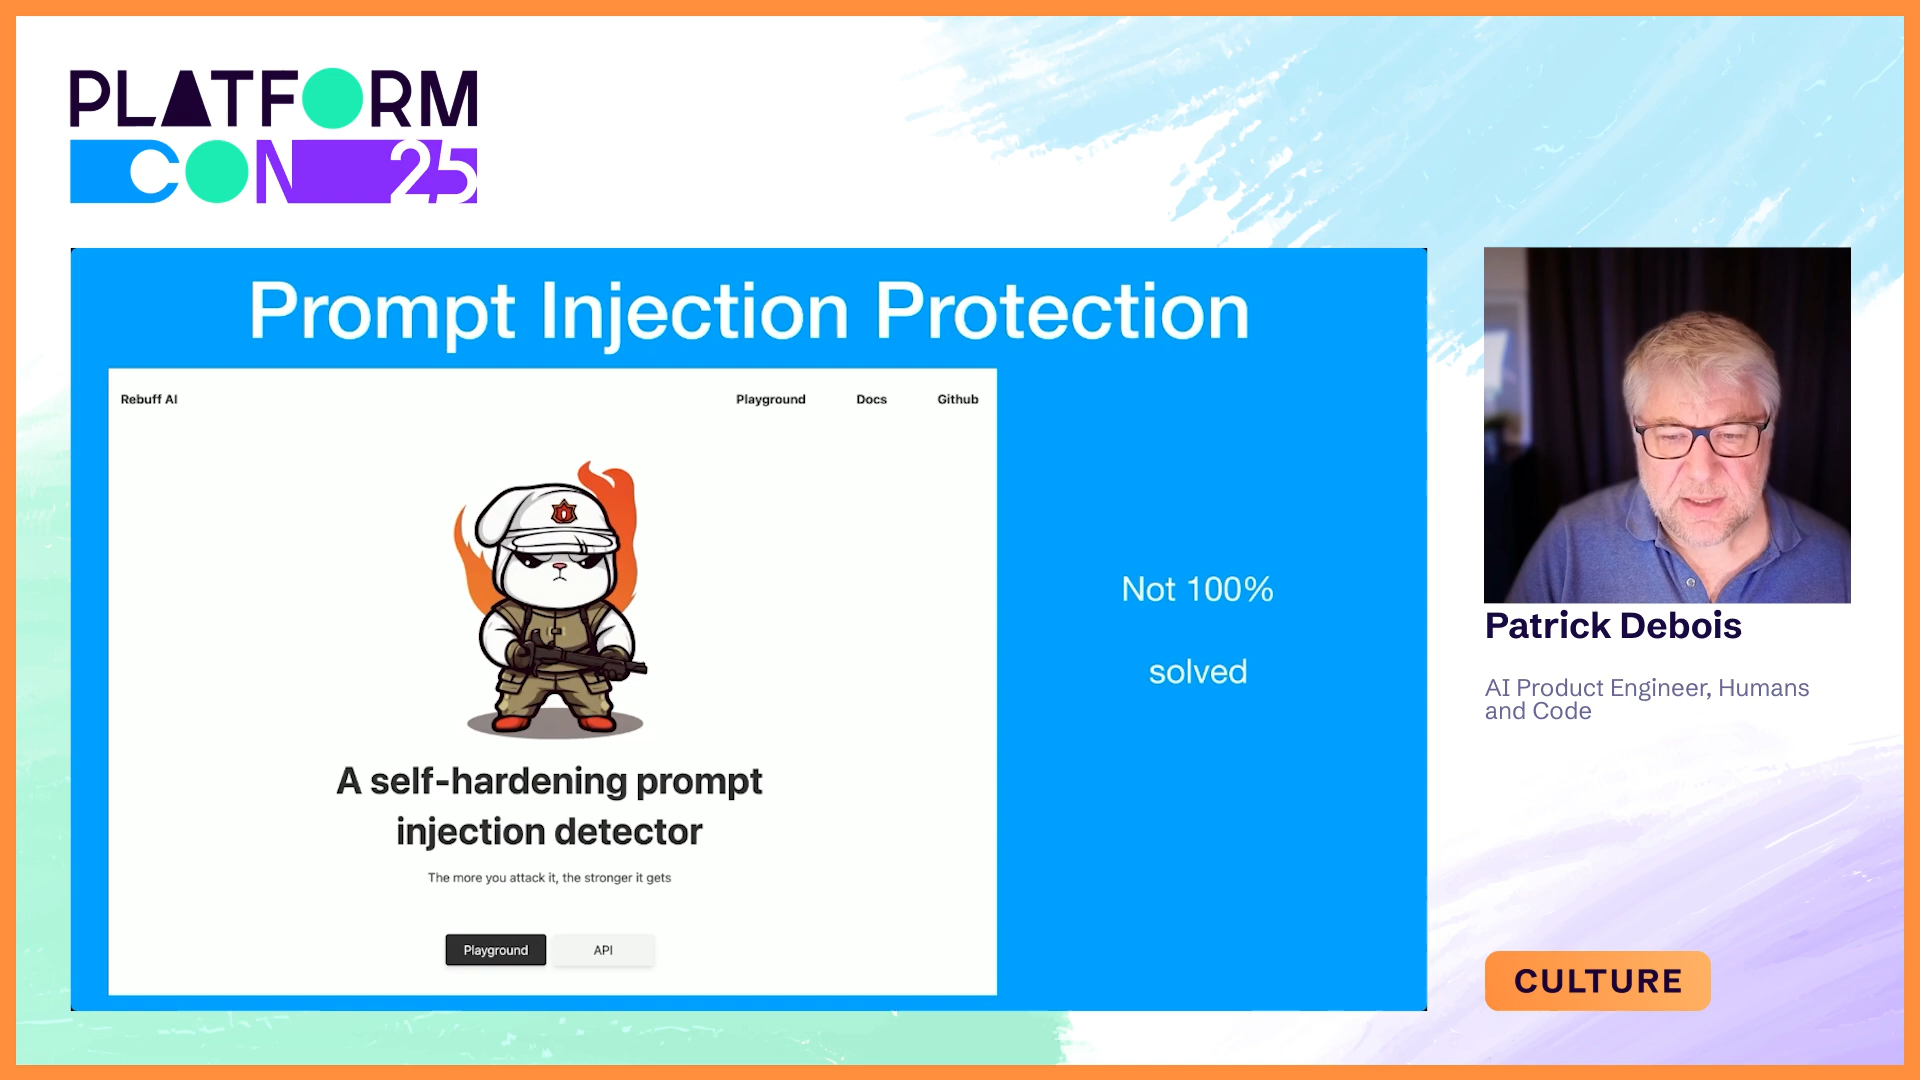 PLATFORM
CON 25
Prompt Injection Protection
Rebuff AI
Playground
Docs
Github
A self-hardening prompt
injection detector
The more you attack it, the stronger it gets
Playground
API
Not 100%
solved
Patrick Debois
AI Product Engineer, Humans
and Code
CULTURE